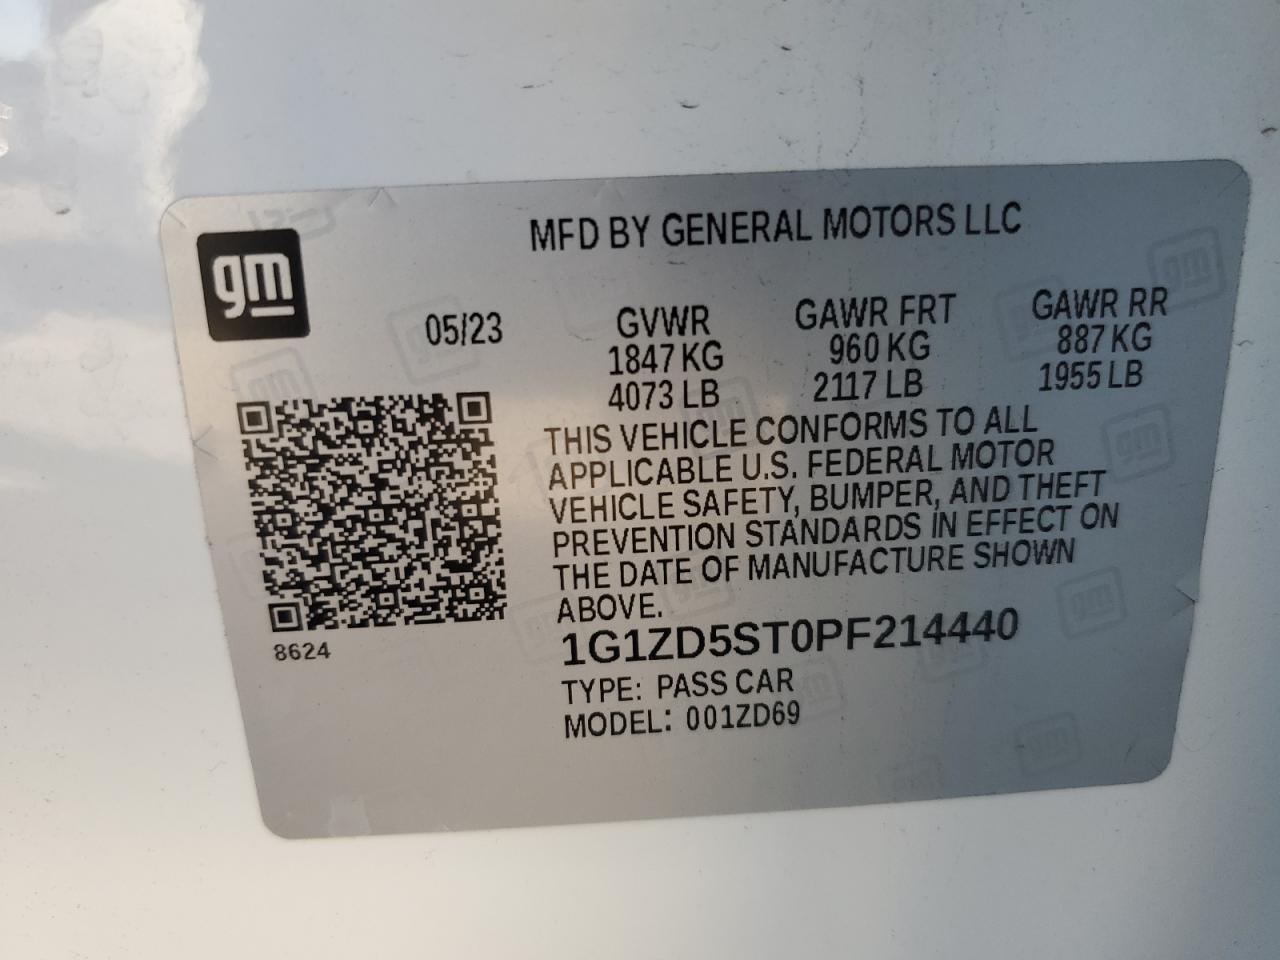 MFD BY GENERAL MOTORS LLC
gm
05/23 GVWR GAWR FRT GAWR RR
1847 KG 960 KG 887 KG
4073 LB 2117 LB 1955 LB
THIS VEHICLE CONFORMS TO ALL
APPLICABLE U.S. FEDERAL MOTOR
VEHICLE SAFETY, BUMPER, AND THEFT
PREVENTION STANDARDS IN EFFECT ON
THE DATE OF MANUFACTURE SHOWN
ABOVE.
8624
1G1ZD5ST0PF214440
TYPE: PASS CAR
MODEL: 001ZD69